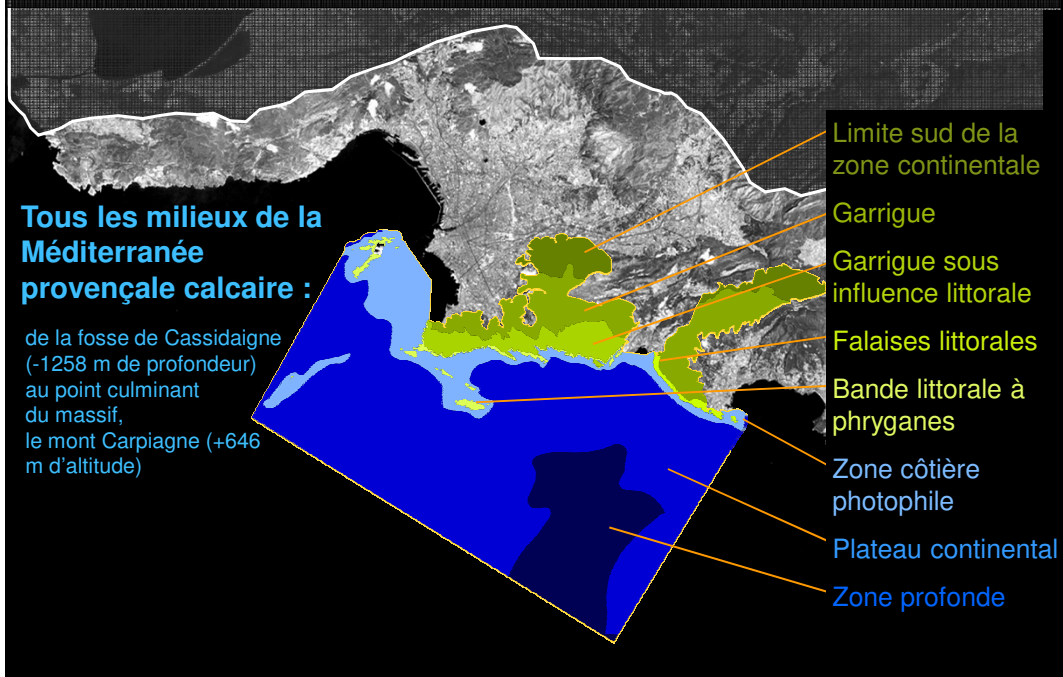 Tous les milieux de la
Méditerranée
provençale calcaire :
de la fosse de Cassidaigne
(-1258 m de profondeur)
au point culminant
du massif,
le mont Carpiagne (+646
m d'altitude)
Limite sud de la
zone continentale
Garrigue
Garrigue sous
influence littorale
Falaises littorales
Bande littorale à
phryganes
Zone côtière
photophile
Plateau continental
Zone profonde